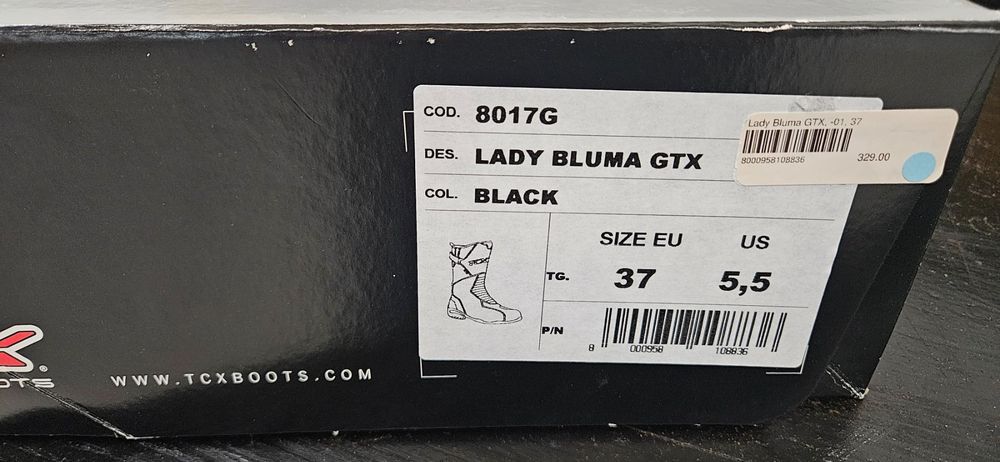 COD. 8017G
DES. LADY BLUMA GTX
COL. BLACK
Lady Bluma GTX, -01, 37
8000958108836
329.00
SIZE EU US
TG. 37 5,5
P/N
8 000958 108836
WWW.TCXBOOTS.COM